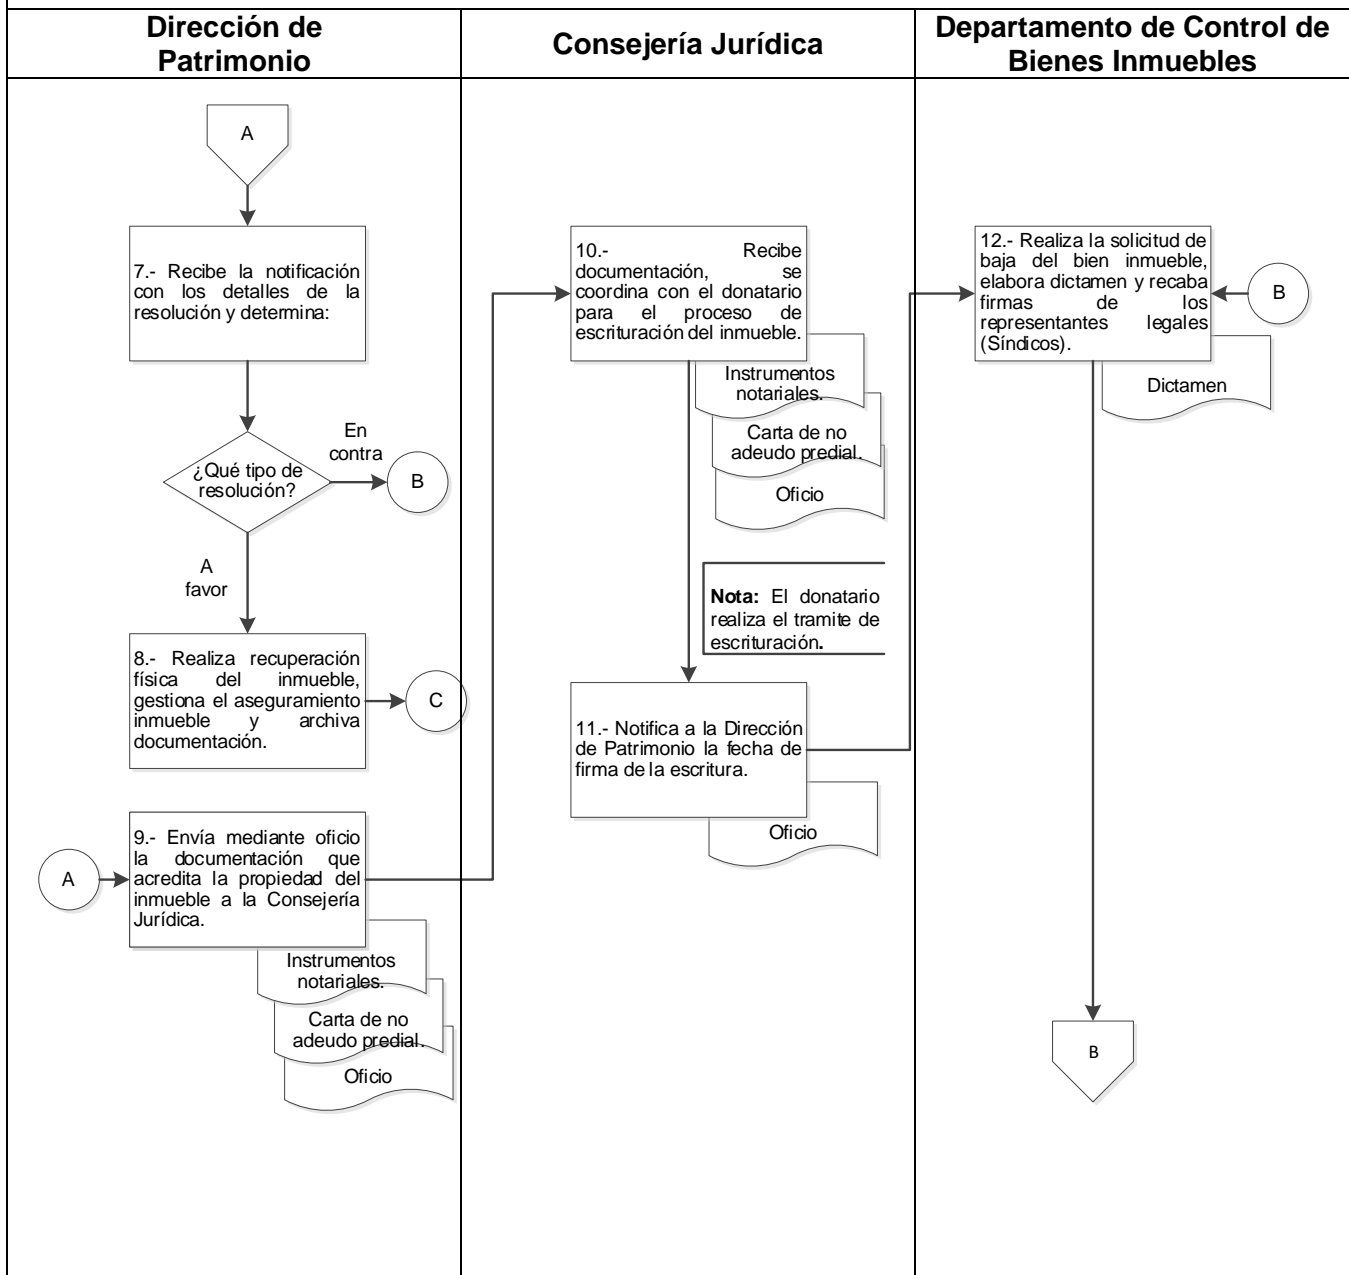 Dirección de
Patrimonio
Consejería Jurídica
Departamento de Control de
Bienes Inmuebles
A
7.- Recibe la notificación
con los detalles de la
resolución y determina:
¿Qué tipo de
resolución?
En
contra
B
A
favor
8.- Realiza recuperación
física del inmueble,
gestiona el aseguramiento
inmueble y archiva
documentación.
C
A
9.- Envía mediante oficio
la documentación que
acredita la propiedad del
inmueble a la Consejería
Jurídica.
Instrumentos
notariales.
Carta de no
adeudo predial.
Oficio
10.- Recibe
documentación, se
coordina con el donatario
para el proceso de
escrituración del inmueble.
Instrumentos
notariales.
Carta de no
adeudo predial.
Oficio
Nota: El donatario
realiza el tramite de
escrituración.
11.- Notifica a la Dirección
de Patrimonio la fecha de
firma de la escritura.
Oficio
12.- Realiza la solicitud de
baja del bien inmueble,
elabora dictamen y recaba
firmas de los
representantes legales
(Síndicos).
B
Dictamen
B